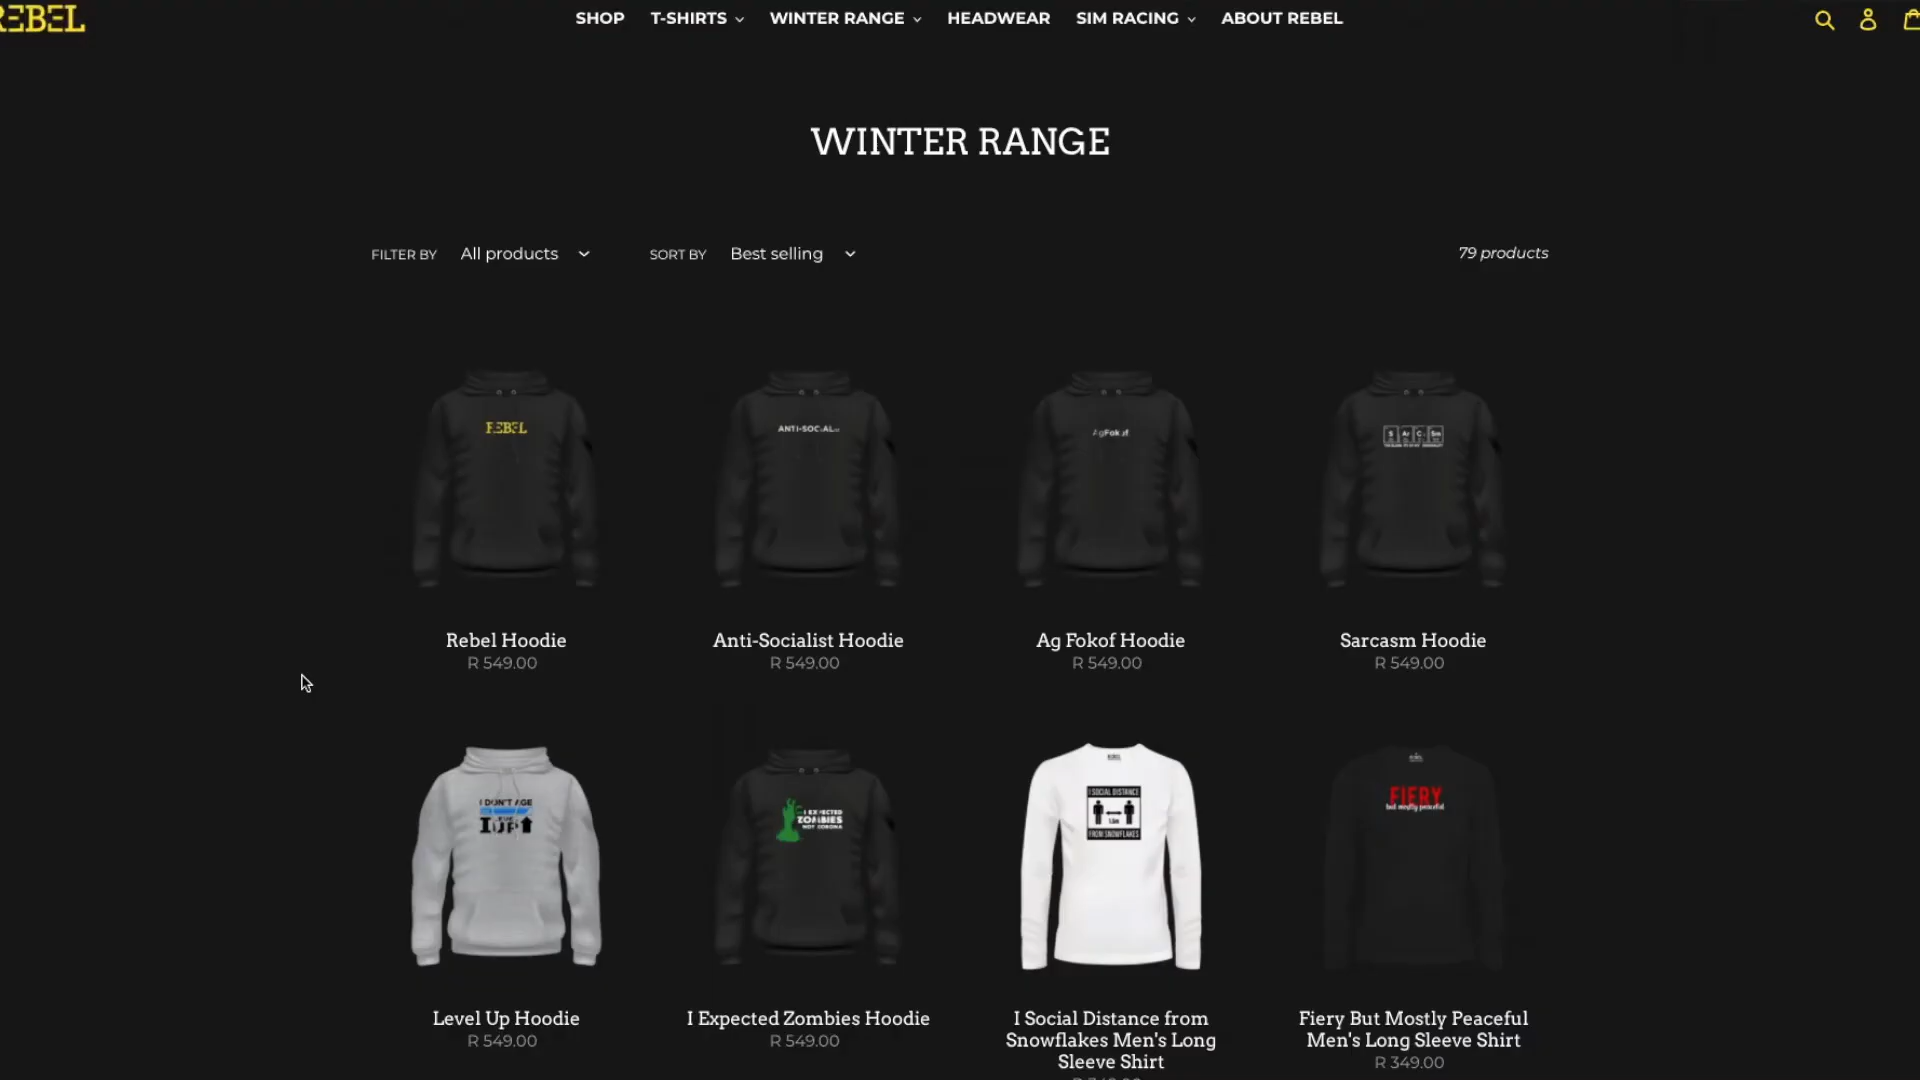 REBEL
SHOP T-SHIRTS WINTER RANGE HEADWEAR SIM RACING ABOUT REBEL
WINTER RANGE
FILTER BY All products SORT BY Best selling 79 products
REBEL
ANTI-SOCIAL
AgFokof
S Ar C Sm
Rebel Hoodie
R 549.00
Anti-Socialist Hoodie
R 549.00
Ag Fokof Hoodie
R 549.00
Sarcasm Hoodie
R 549.00
I DON'T AGE
UP
I EXPECTED
ZOMBIES
NOT CORONA
REBEL
I SOCIAL DISTANCE
1.5m
FROM SNOWFLAKES
FIERY
but mostly peaceful
Level Up Hoodie
R 549.00
I Expected Zombies Hoodie
R 549.00
I Social Distance from
Snowflakes Men's Long
Sleeve Shirt
Fiery But Mostly Peaceful
Men's Long Sleeve Shirt
R 349.00